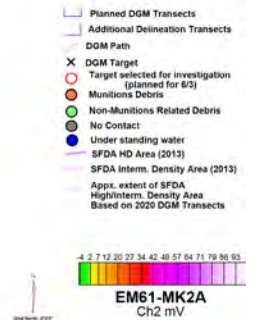 Planned DGM Transects
Additional Delineation Transects
DGM Path
X DGM Target
Target selected for investigation
(planned for 6/3)
Munitions Debris
Non-Munitions Related Debris
No Contact
Under standing water
SFDA HD Area (2013)
SFDA Interm. Density Area (2013)
Appx. extent of SFDA
High/Interm. Density Area
Based on 2020 DGM Transects
-4 2 7 12 20 27 34 42 49 57 64 71 79 86 93
EM61-MK2A
Ch2 mV